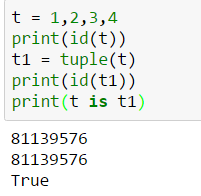 t = 1,2,3,4
print(id(t))
t1 = tuple(t)
print(id(t1))
print(t is t1)
81139576
81139576
True